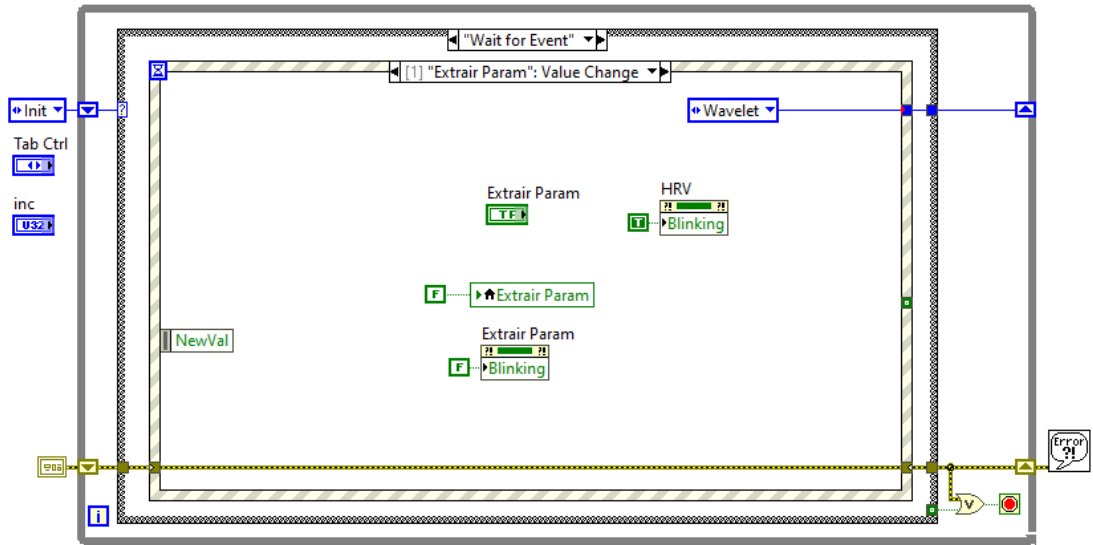 "Wait for Event"
[1] "Extrair Param": Value Change
Init
?
Wavelet
Tab Ctrl
inc
U32
Extrair Param
TF
HRV
?! ?!
T
Blinking
F
Extrair Param
NewVal
Extrair Param
?! ?!
F
Blinking
Error
?!
V
i